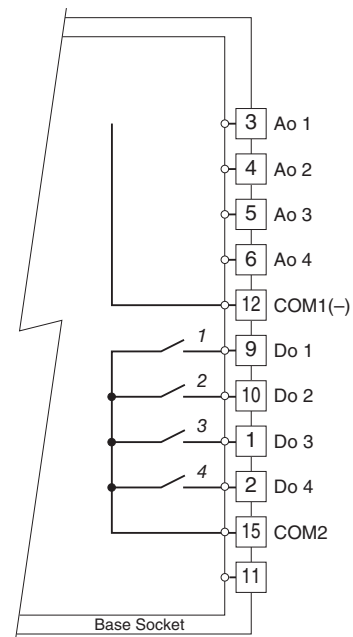 3 Ao 1
4 Ao 2
5 Ao 3
6 Ao 4
12 COM1(–)
1 9 Do 1
2 10 Do 2
3 1 Do 3
4 2 Do 4
15 COM2
11
Base Socket